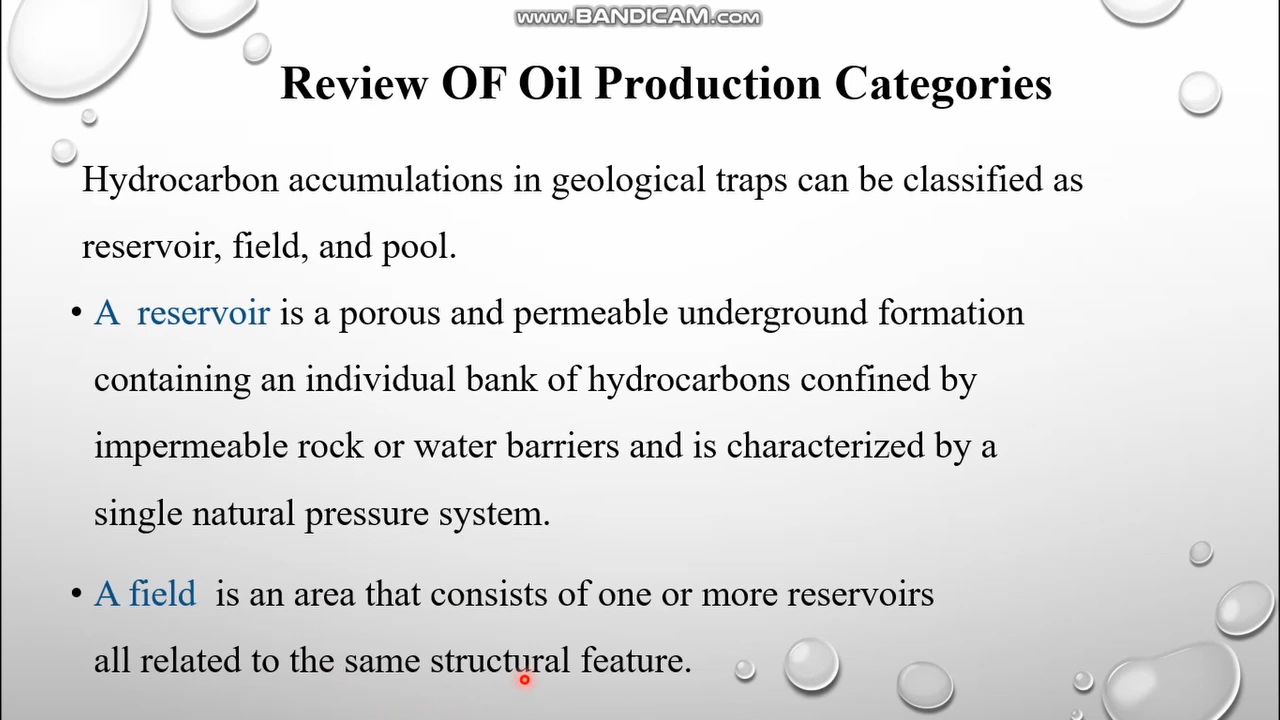 www.BANDICAM.com
Review OF Oil Production Categories
Hydrocarbon accumulations in geological traps can be classified as
reservoir, field, and pool.
• A reservoir is a porous and permeable underground formation
containing an individual bank of hydrocarbons confined by
impermeable rock or water barriers and is characterized by a
single natural pressure system.
• A field is an area that consists of one or more reservoirs
all related to the same structural feature.